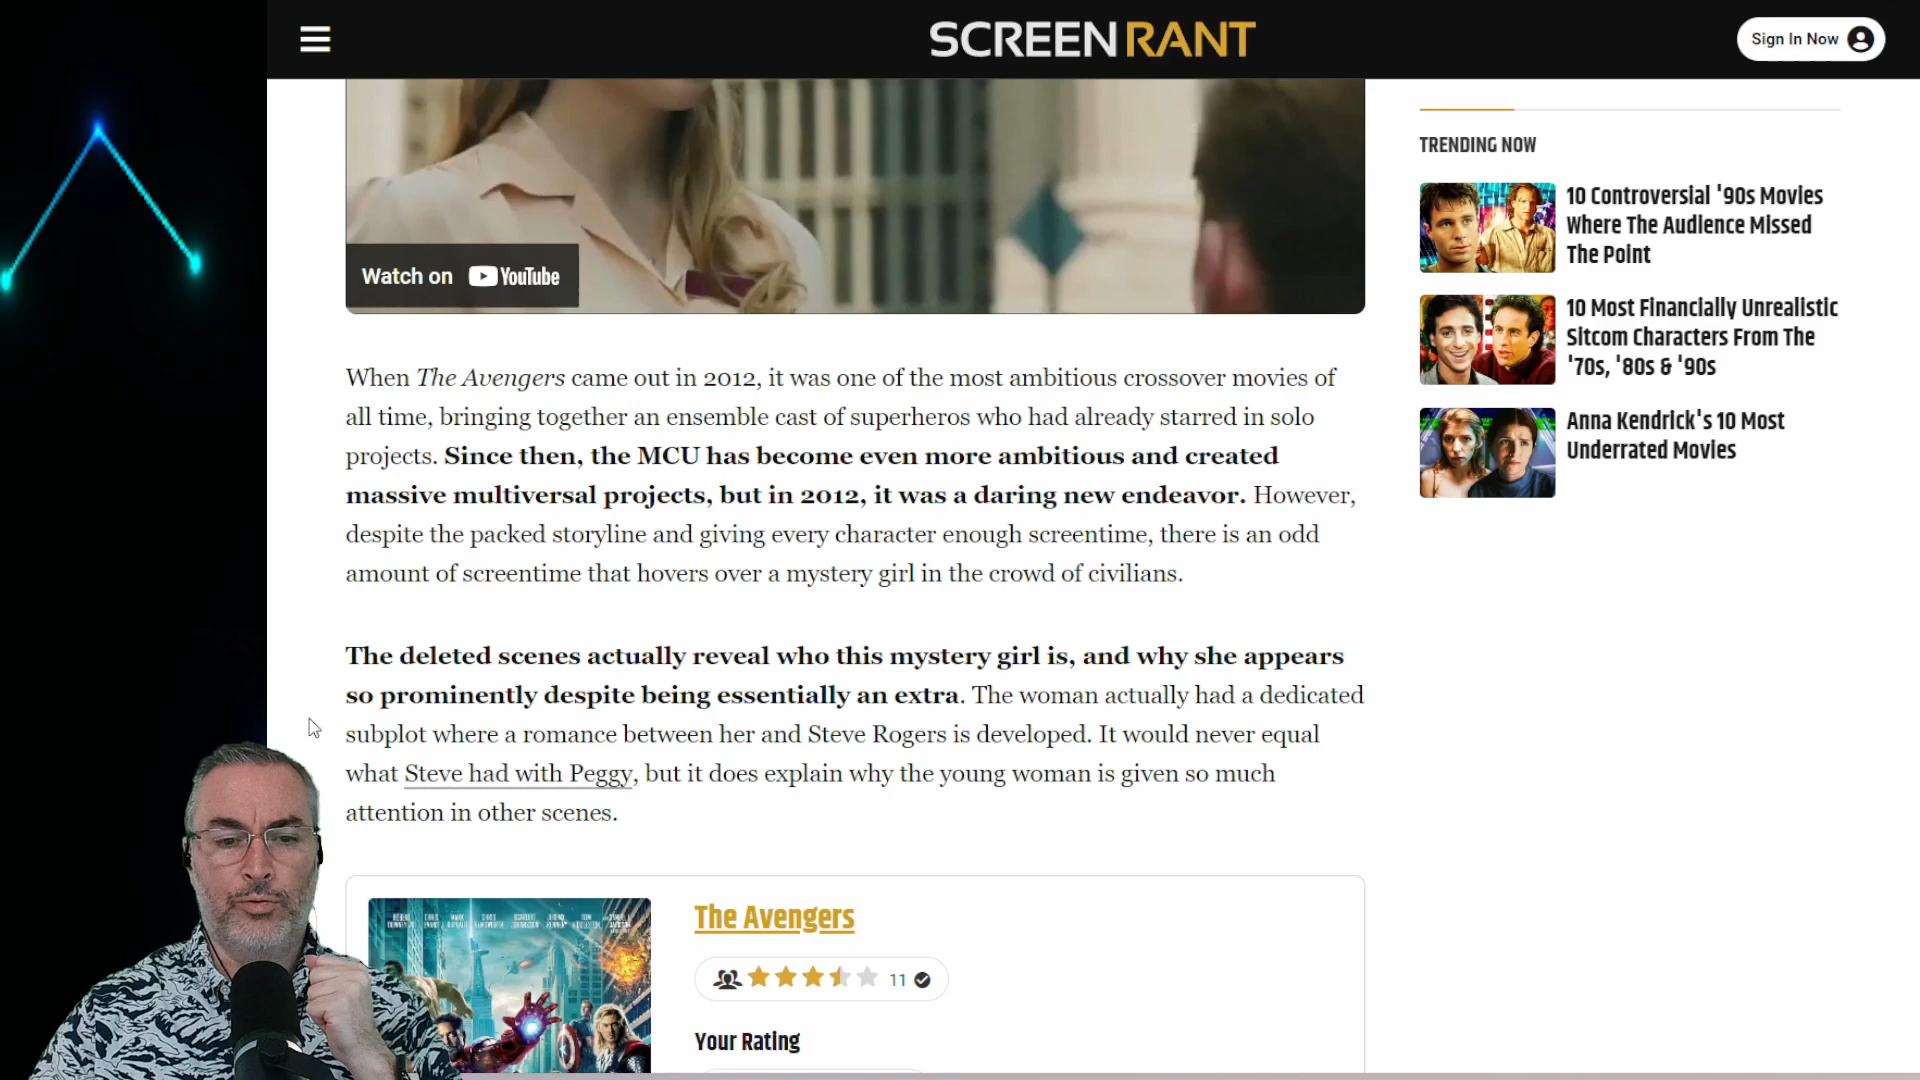 SCREENRANT
Sign In Now
Watch on YouTube
TRENDING NOW
10 Controversial '90s Movies
Where The Audience Missed
The Point
10 Most Financially Unrealistic
Sitcom Characters From The
'70s, '80s & '90s
Anna Kendrick's 10 Most
Underrated Movies
When The Avengers came out in 2012, it was one of the most ambitious crossover movies of
all time, bringing together an ensemble cast of superheros who had already starred in solo
projects. Since then, the MCU has become even more ambitious and created
massive multiversal projects, but in 2012, it was a daring new endeavor. However,
despite the packed storyline and giving every character enough screentime, there is an odd
amount of screentime that hovers over a mystery girl in the crowd of civilians.
The deleted scenes actually reveal who this mystery girl is, and why she appears
so prominently despite being essentially an extra. The woman actually had a dedicated
subplot where a romance between her and Steve Rogers is developed. It would never equal
what Steve had with Peggy, but it does explain why the young woman is given so much
attention in other scenes.
The Avengers
11
Your Rating